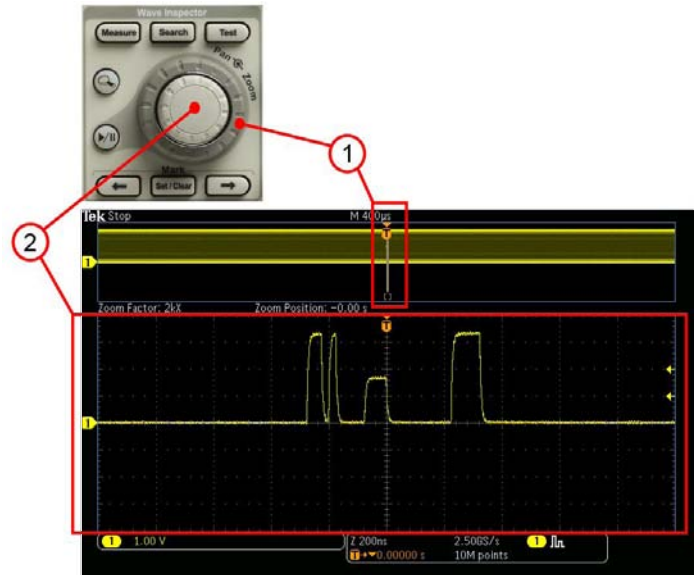 Wave Inspector
Measure Search Test
Pan Zoom
Mark
← Set/Clear →
1
2
Tek Stop M 400µs
T
1
Zoom Factor: 2kX Zoom Position: -0.00 s
T
1
1 1.00 V Z 200ns 2.50GS/s 1
T→▼0.00000 s 10M points